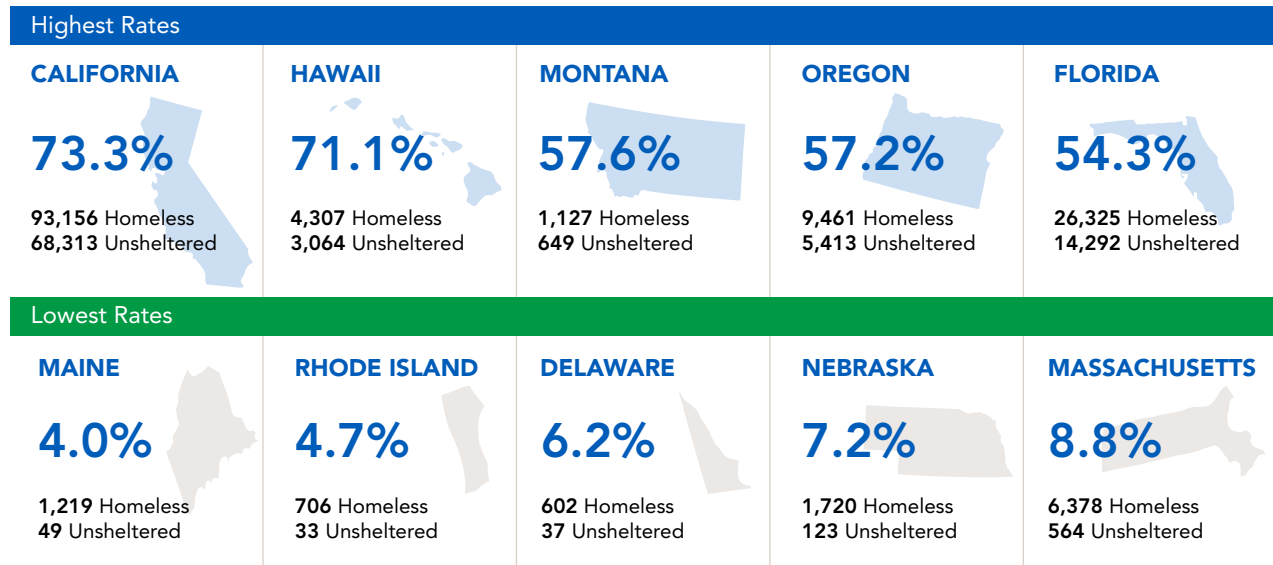 Highest Rates
CALIFORNIA
73.3%
93,156 Homeless
68,313 Unsheltered
HAWAII
71.1%
4,307 Homeless
3,064 Unsheltered
MONTANA
57.6%
1,127 Homeless
649 Unsheltered
OREGON
57.2%
9,461 Homeless
5,413 Unsheltered
FLORIDA
54.3%
26,325 Homeless
14,292 Unsheltered
Lowest Rates
MAINE
4.0%
1,219 Homeless
49 Unsheltered
RHODE ISLAND
4.7%
706 Homeless
33 Unsheltered
DELAWARE
6.2%
602 Homeless
37 Unsheltered
NEBRASKA
7.2%
1,720 Homeless
123 Unsheltered
MASSACHUSETTS
8.8%
6,378 Homeless
564 Unsheltered